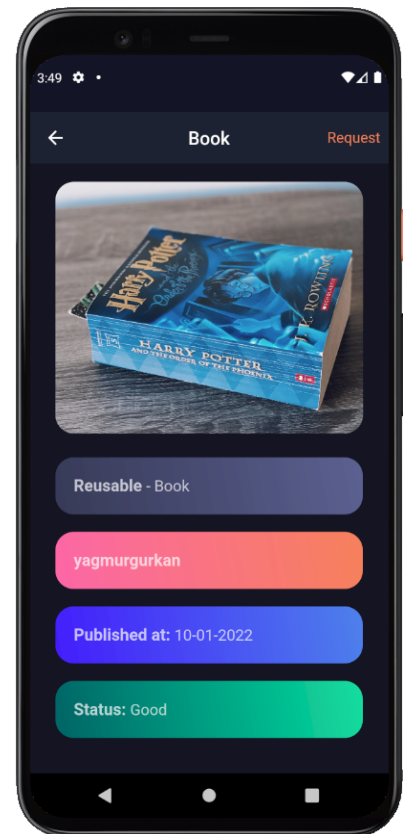 3:49
Book
Request
Harry Potter
and the
Order of the
Phoenix
J. K. ROWLING
SCHOLASTIC
HARRY POTTER
AND THE ORDER OF THE PHOENIX
Reusable - Book
yagmurgurkan
Published at: 10-01-2022
Status: Good